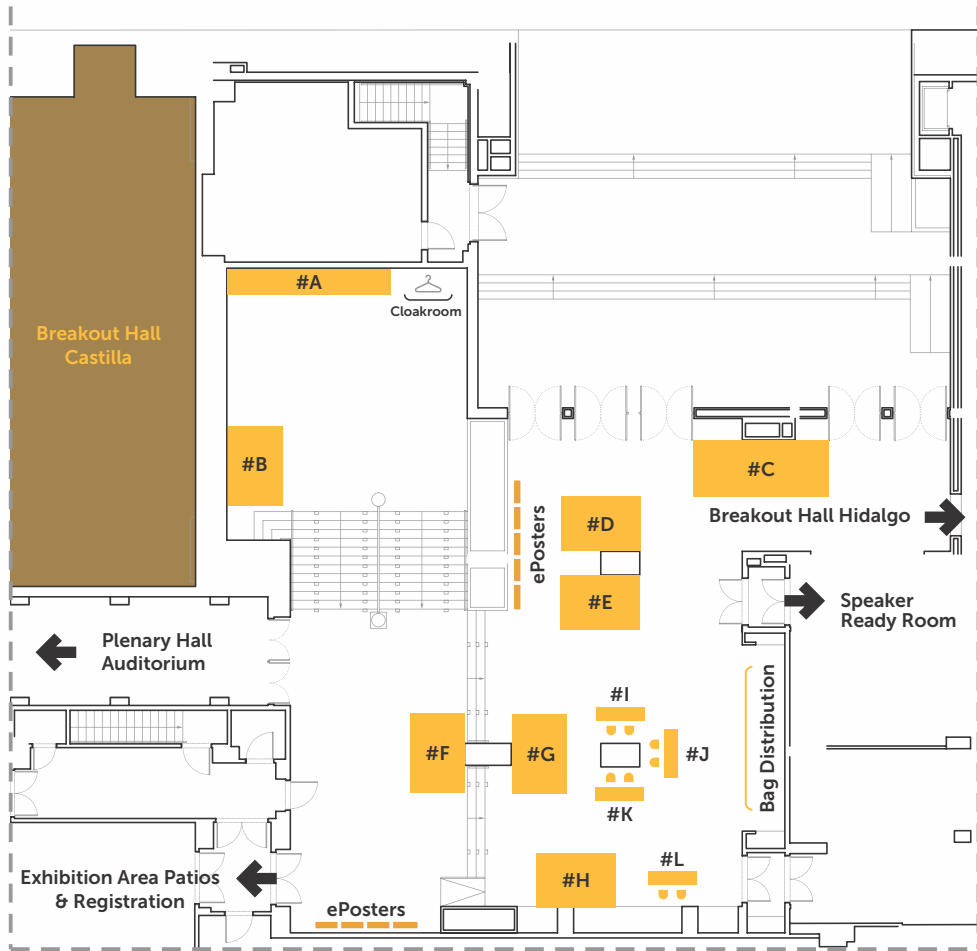 #A
Cloakroom
Breakout Hall
Castilla
#B
#C
ePosters
#D
Breakout Hall Hidalgo
#E
Speaker
Ready Room
Plenary Hall
Auditorium
Bag Distribution
#I
#F
#G
#J
#K
#L
#H
Exhibition Area Patios
& Registration
ePosters